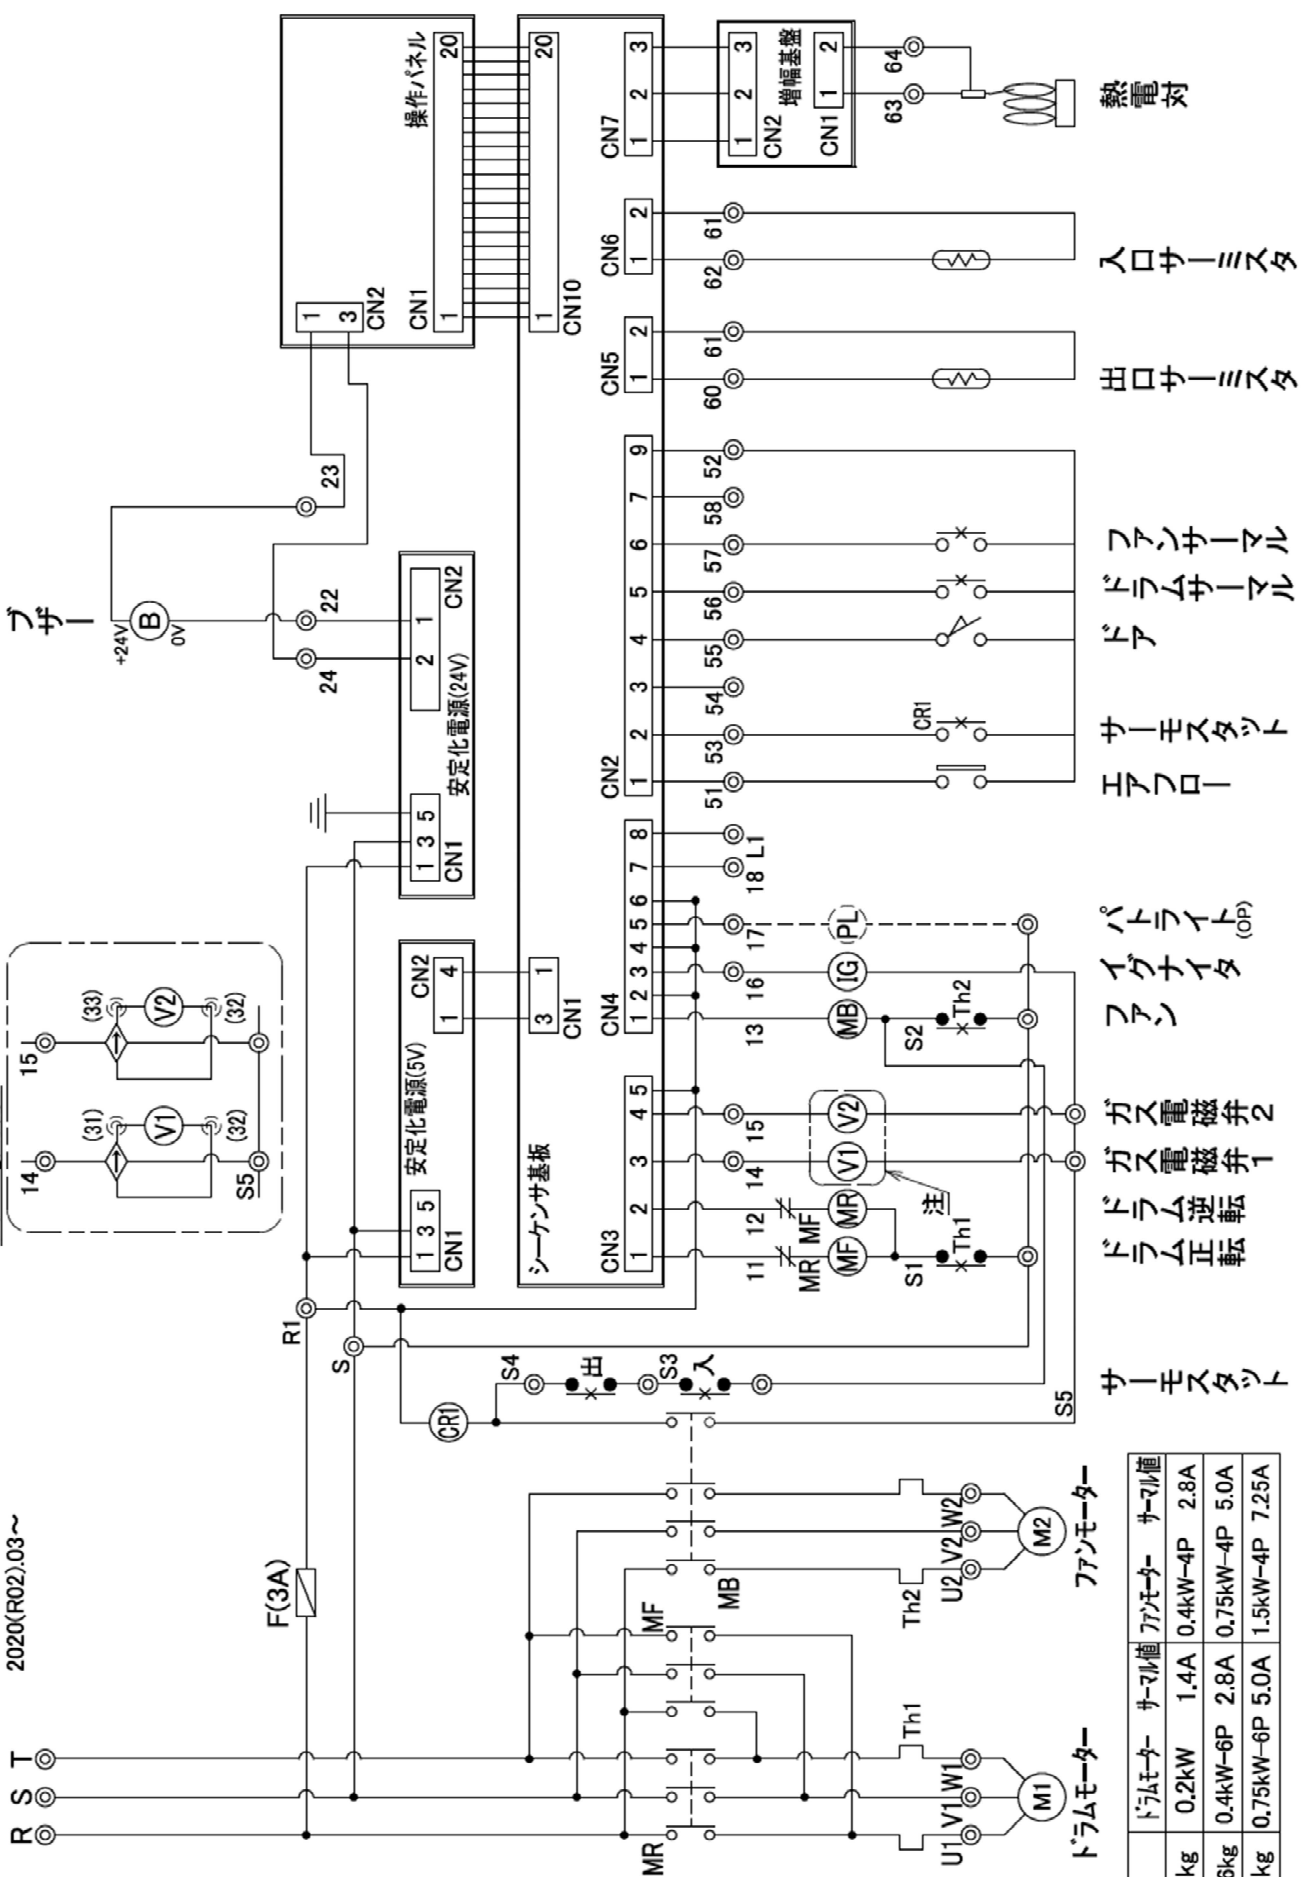 2020(R02).03~
R S T
F(3A)
R1
S
14 15
(31) (33)
V1 V2
(32) (32)
S5
ブザー
+24V
B
0V
22
23
24
安定化電源(5V)
CN1
1 3 5
CN2
1 4
安定化電源(24V)
CN1
1 3 5
CN2
2 1
操作パネル
CN2
1
3
CN1
1 20
シーケンサ基板
CN1
3 1
CN10
1 20
CN3
1 2 3 4 5
CN4
1 2 3 4 5 6 7 8
CN2
1 2 3 4 5 6 7 9
CN5
1 2
CN6
1 2
CN7
1 2 3
増幅基盤
CN2
1 2 3
CN1
1 2
11 12 14 15 13 16 17 18 L1
51 53 54 55 56 57 58 52
60 61 62 61 63 64
MR MF
MF MR
V1 V2
注
MB IG PL
S1 Th1
S2 Th2
CR1
CR1
S4
出
S3
入
S5
MR MF MB
Th1 Th2
U1 V1 W1
U2 V2 W2
M1 M2
ドラムモーター
ファンモーター
サーモスタット
ドラム正転
ドラム逆転
ガス電磁弁1
ガス電磁弁2
ファン
イグナイタ
パトライト(OP)
エアフロー
サーモスタット
ドア
ドラムサーマル
ファンサーマル
出口サーミスタ
入口サーミスタ
熱電対
ドラムモーター サーマル値 ファンモーター サーマル値
kg 0.2kW 1.4A 0.4kW-4P 2.8A
6kg 0.4kW-6P 2.8A 0.75kW-4P 5.0A
kg 0.75kW-6P 5.0A 1.5kW-4P 7.25A